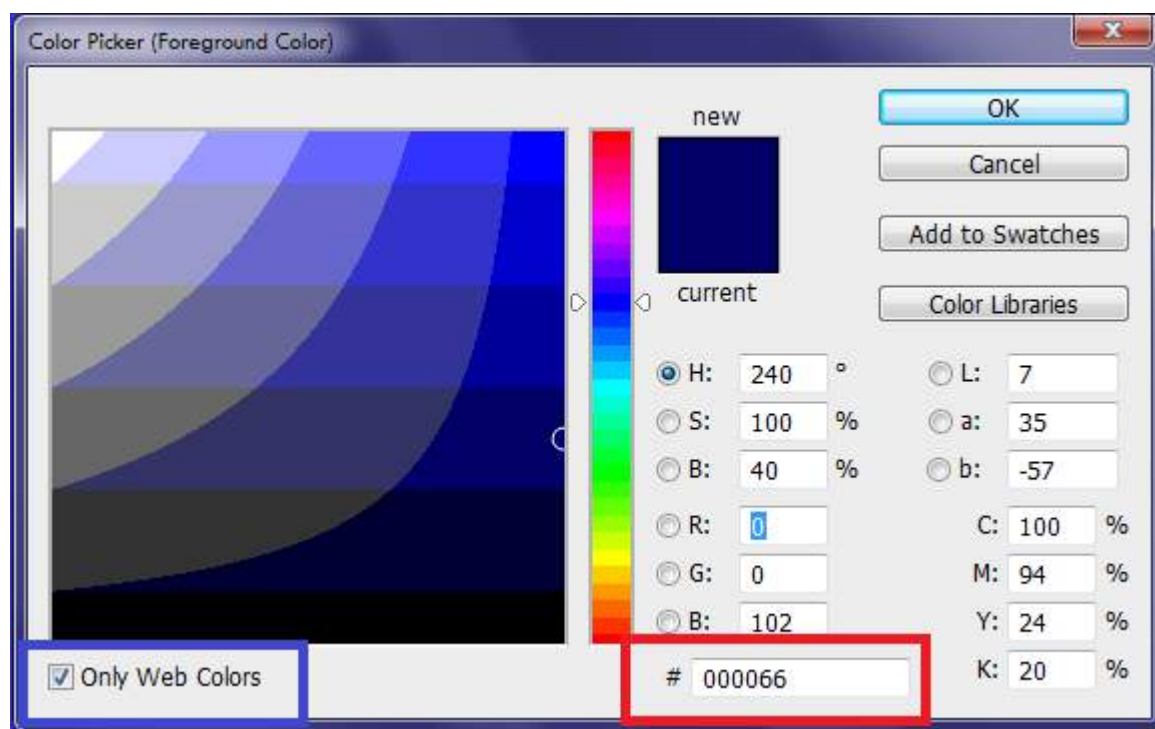 Color Picker (Foreground Color)
new
current
OK
Cancel
Add to Swatches
Color Libraries
H: 240 °
S: 100 %
B: 40 %
R: 0
G: 0
B: 102
# 000066
L: 7
a: 35
b: -57
C: 100 %
M: 94 %
Y: 24 %
K: 20 %
Only Web Colors